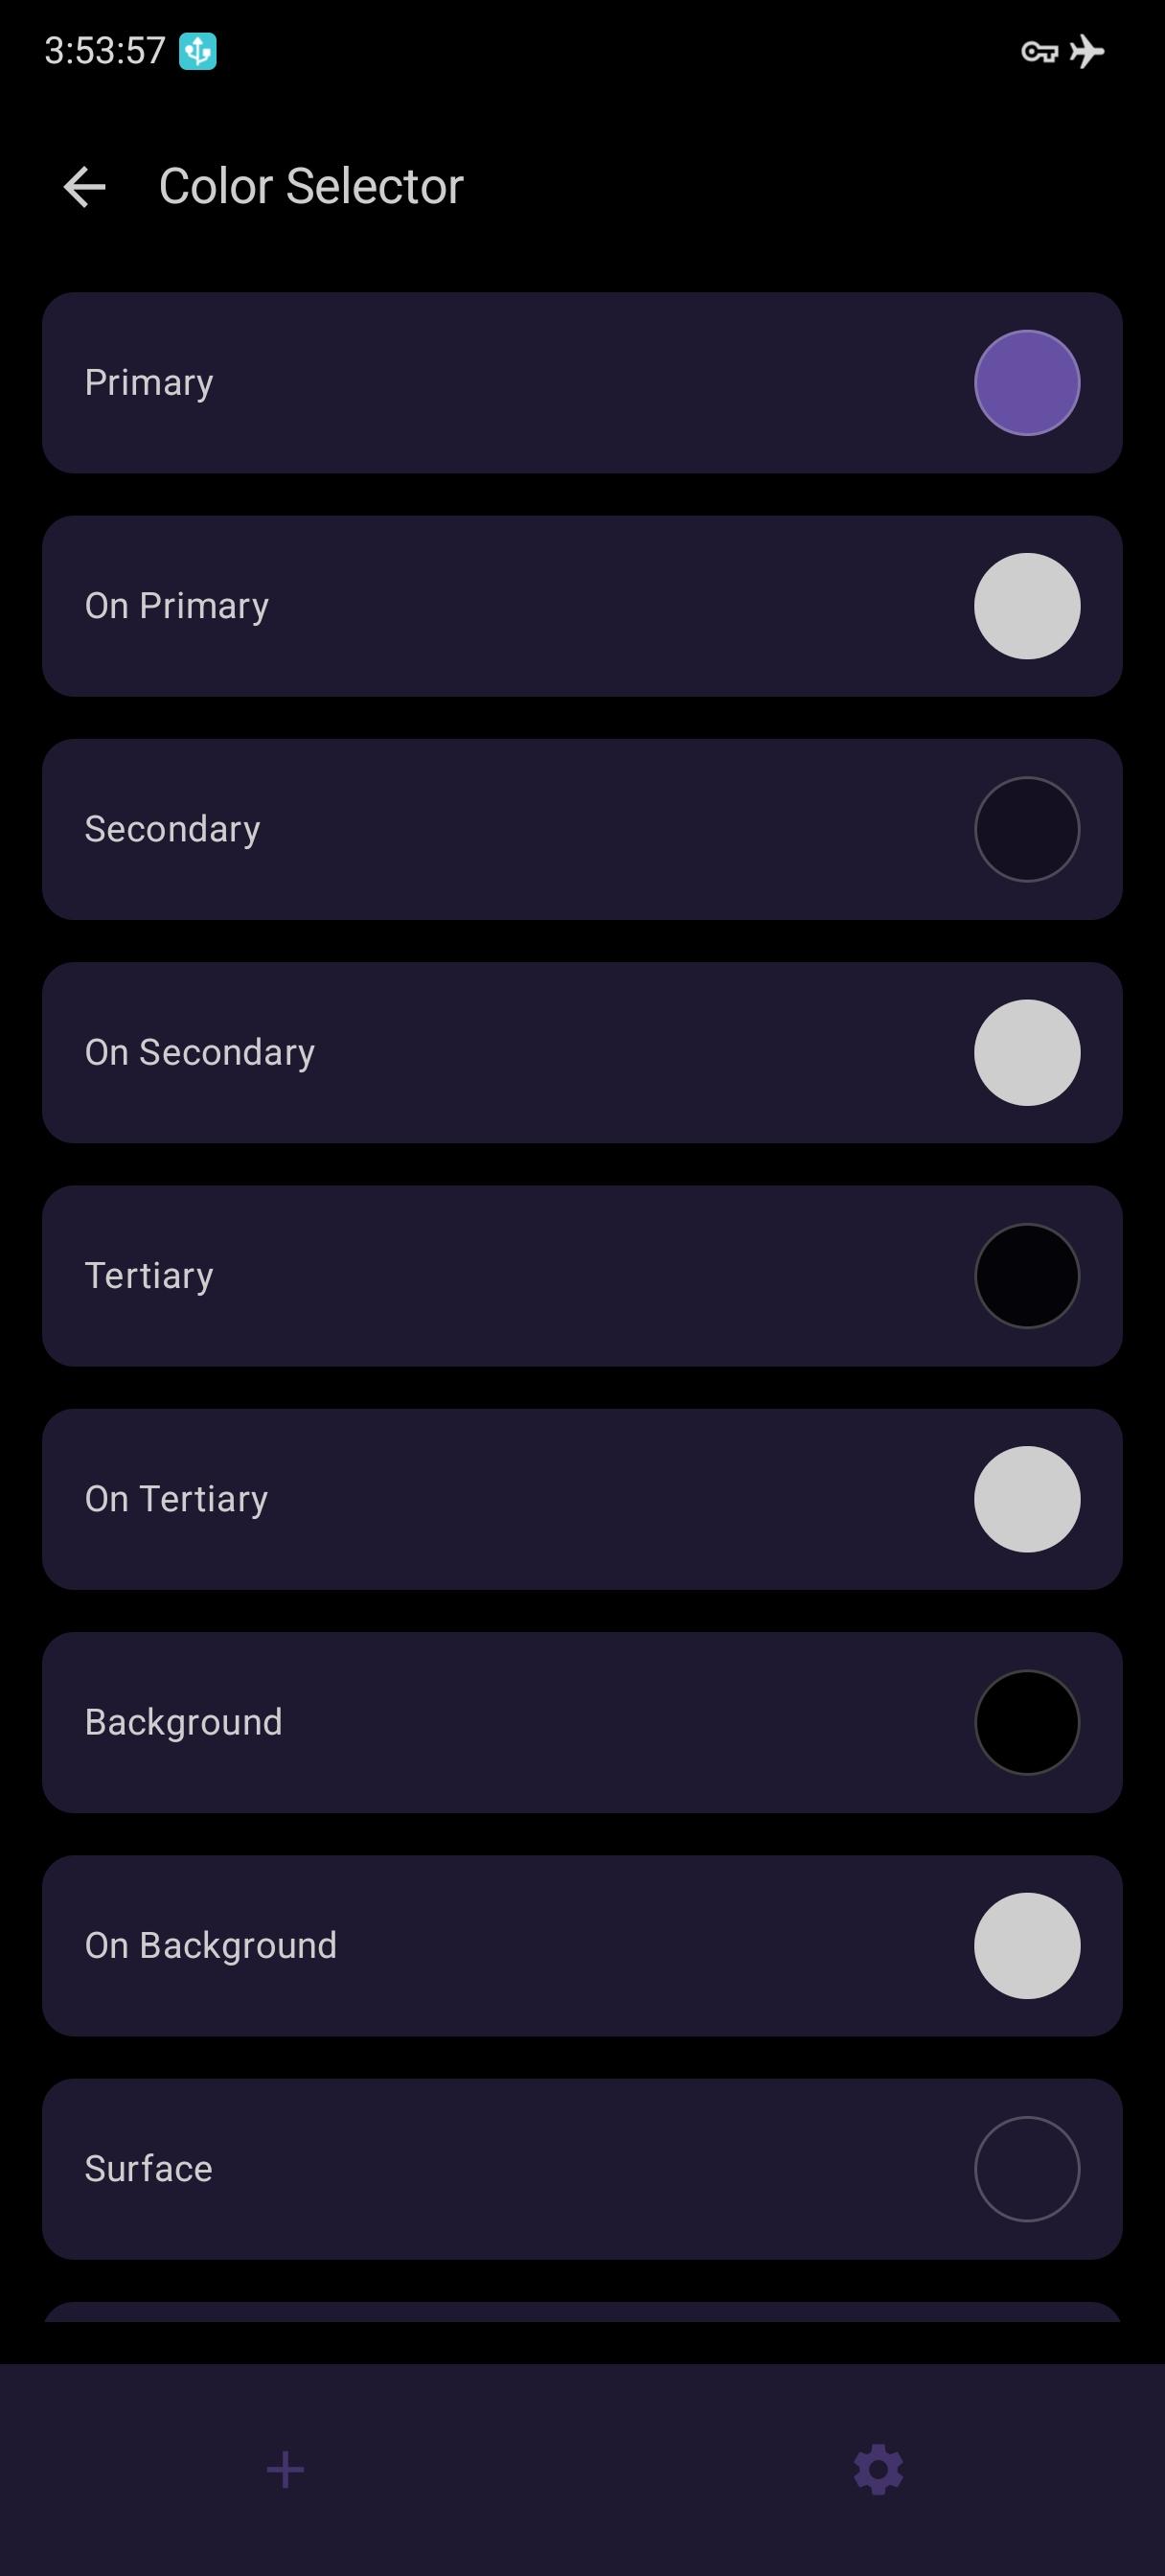 3:53:57
Color Selector
Primary
On Primary
Secondary
On Secondary
Tertiary
On Tertiary
Background
On Background
Surface